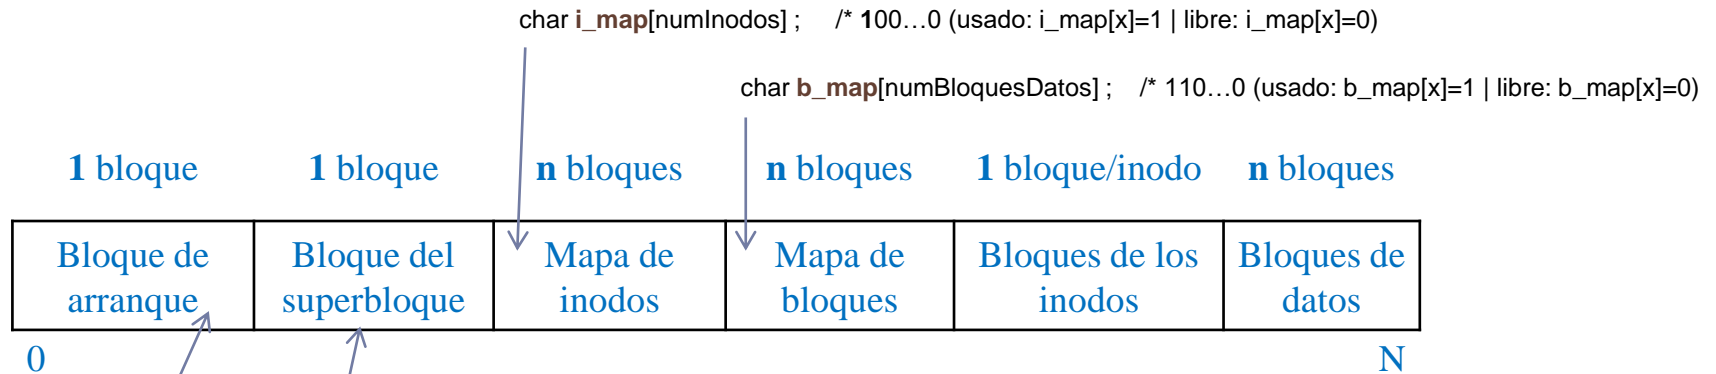 char i_map[numInodos] ; /* 100…0 (usado: i_map[x]=1 | libre: i_map[x]=0)
char b_map[numBloquesDatos] ; /* 110…0 (usado: b_map[x]=1 | libre: b_map[x]=0)
1 bloque 1 bloque n bloques n bloques 1 bloque/inodo n bloques
Bloque de Bloque del Mapa de Mapa de Bloques de los Bloques de
arranque superbloque inodos bloques inodos datos
0 N